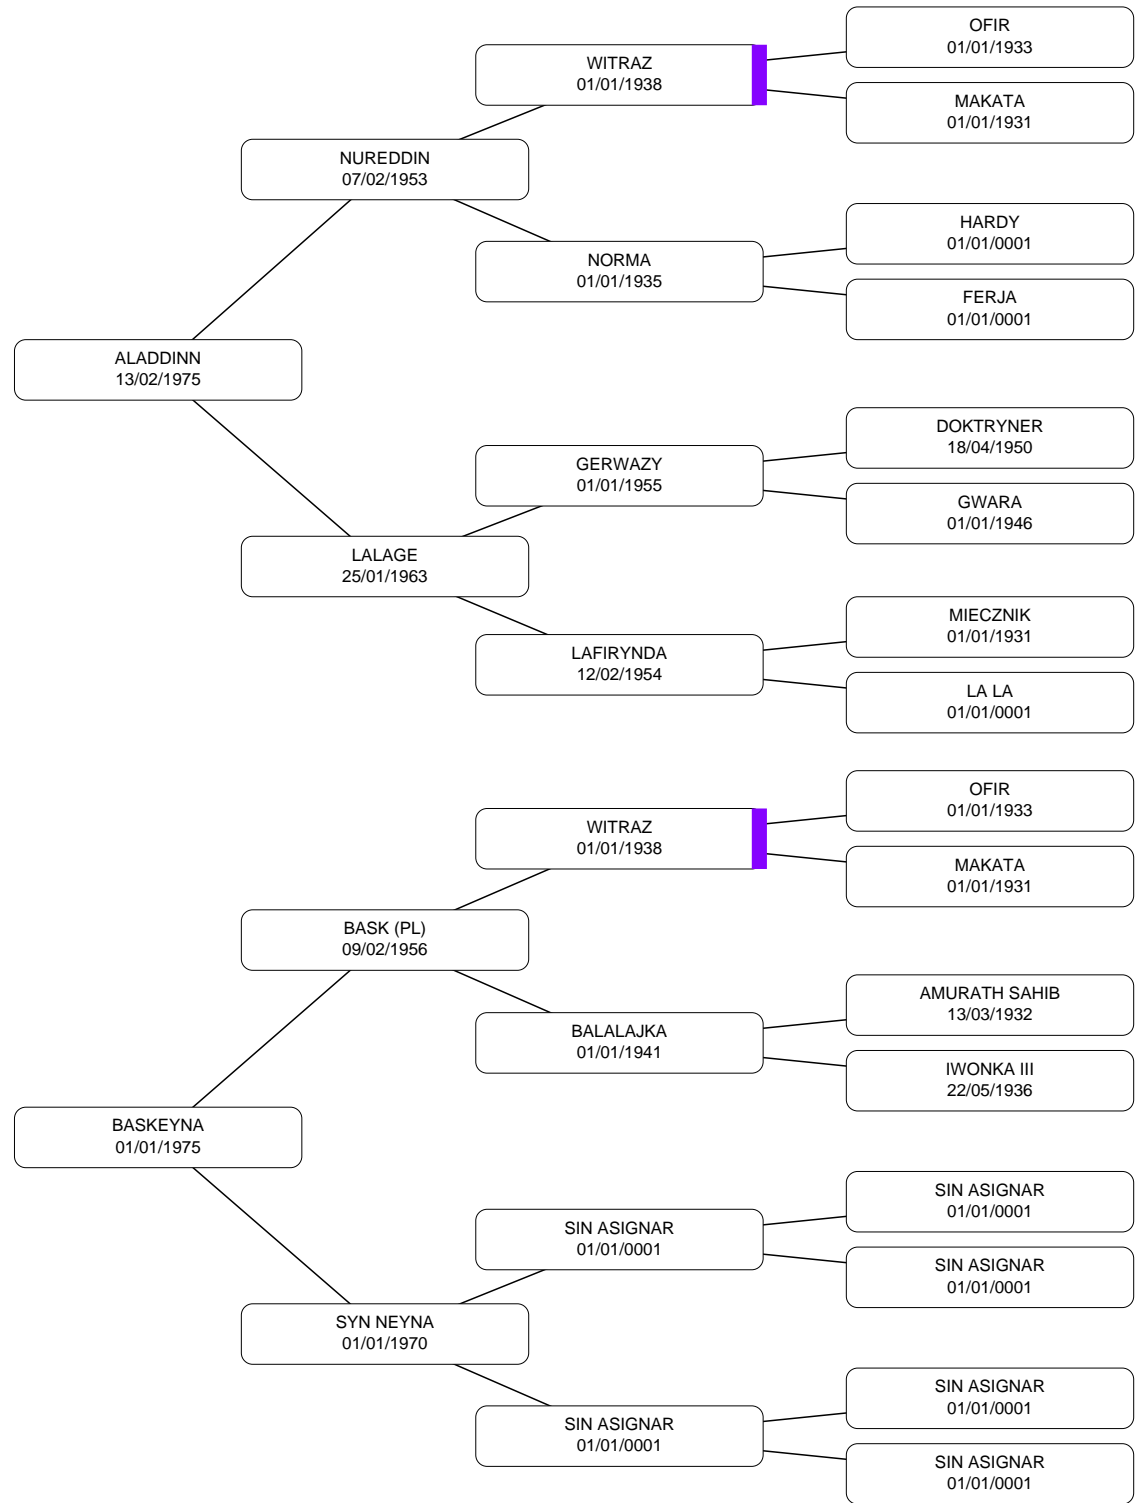 OFIR
01/01/1933
WITRAZ
01/01/1938
MAKATA
01/01/1931
NUREDDIN
07/02/1953
HARDY
01/01/0001
NORMA
01/01/1935
FERJA
01/01/0001
ALADDINN
13/02/1975
DOKTRYNER
18/04/1950
GERWAZY
01/01/1955
GWARA
01/01/1946
LALAGE
25/01/1963
MIECZNIK
01/01/1931
LAFIRYNDA
12/02/1954
LA LA
01/01/0001
OFIR
01/01/1933
WITRAZ
01/01/1938
MAKATA
01/01/1931
BASK (PL)
09/02/1956
AMURATH SAHIB
13/03/1932
BALALAJKA
01/01/1941
IWONKA III
22/05/1936
BASKEYNA
01/01/1975
SIN ASIGNAR
01/01/0001
SIN ASIGNAR
01/01/0001
SIN ASIGNAR
01/01/0001
SYN NEYNA
01/01/1970
SIN ASIGNAR
01/01/0001
SIN ASIGNAR
01/01/0001
SIN ASIGNAR
01/01/0001